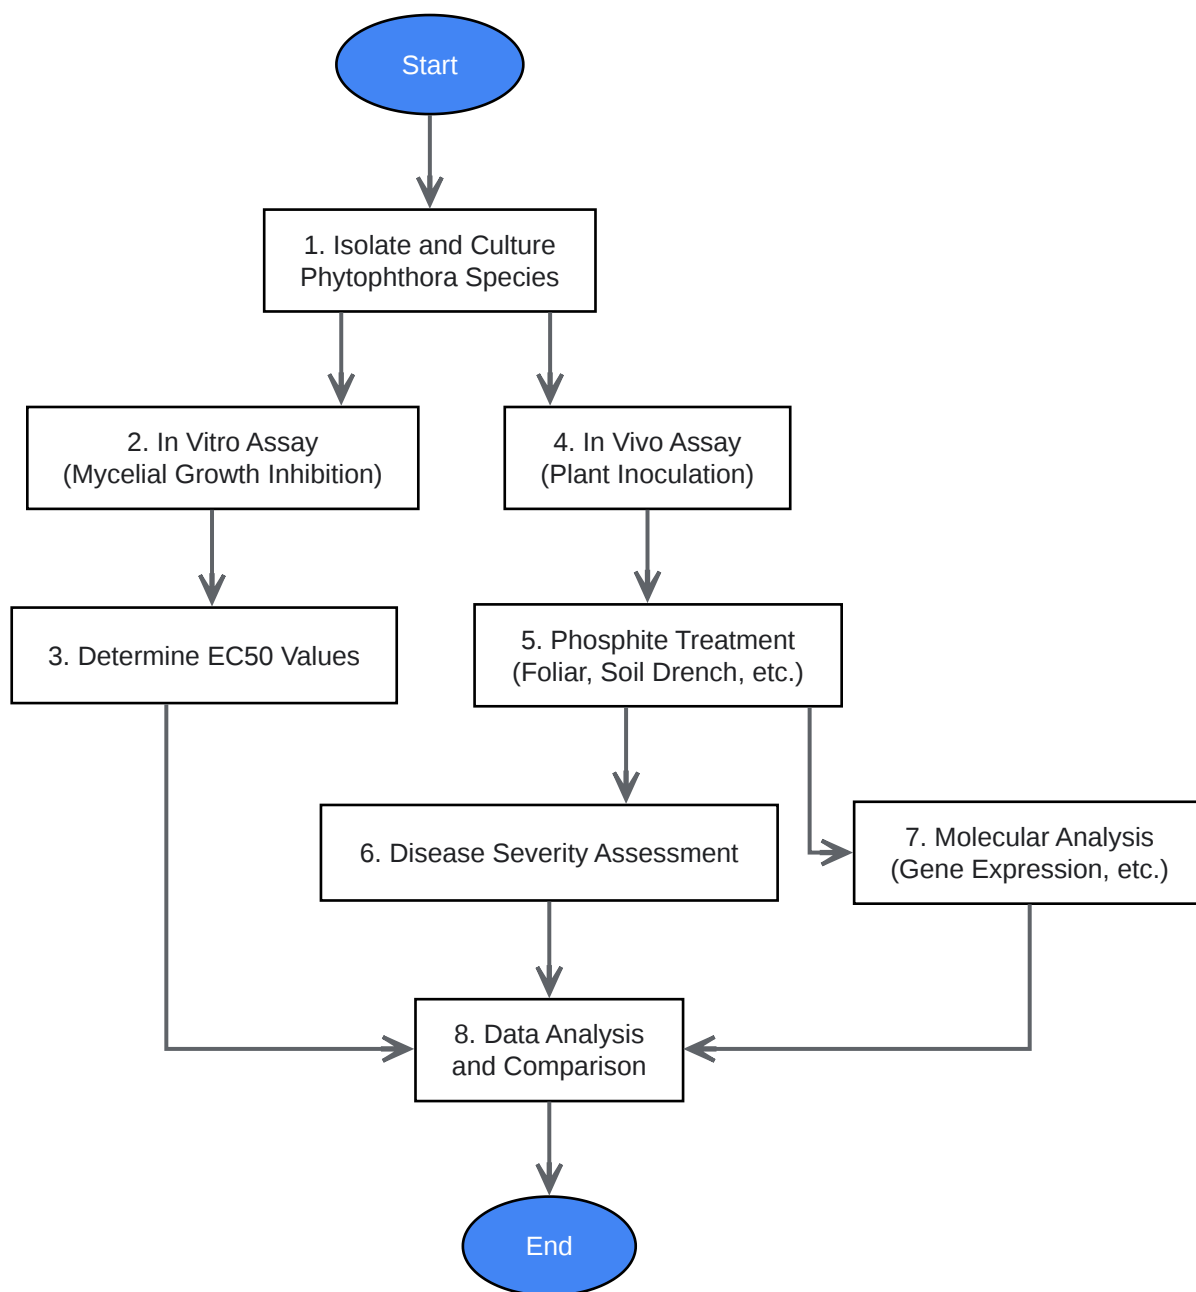 Start
1. Isolate and Culture
Phytophthora Species
2. In Vitro Assay
(Mycelial Growth Inhibition)
4. In Vivo Assay
(Plant Inoculation)
3. Determine EC50 Values
5. Phosphite Treatment
(Foliar, Soil Drench, etc.)
6. Disease Severity Assessment
7. Molecular Analysis
(Gene Expression, etc.)
8. Data Analysis
and Comparison
End